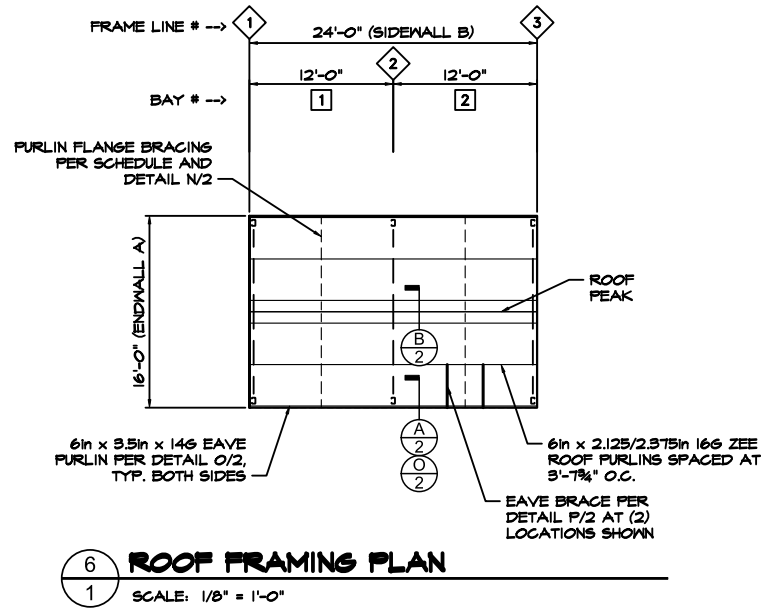 FRAME LINE # -->
1
3
24'-0" (SIDEWALL B)
2
12'-0"
12'-0"
BAY # -->
1
2
PURLIN FLANGE BRACING
PER SCHEDULE AND
DETAIL N/2
16'-0" (ENDWALL A)
ROOF
PEAK
B
2
A
2
O
2
6in x 3.5in x 14G EAVE
PURLIN PER DETAIL O/2,
TYP. BOTH SIDES
6in x 2.125/2.375in 16G ZEE
ROOF PURLINS SPACED AT
3'-7¾" O.C.
EAVE BRACE PER
DETAIL P/2 AT (2)
LOCATIONS SHOWN
6
1
ROOF FRAMING PLAN
SCALE: 1/8" = 1'-0"